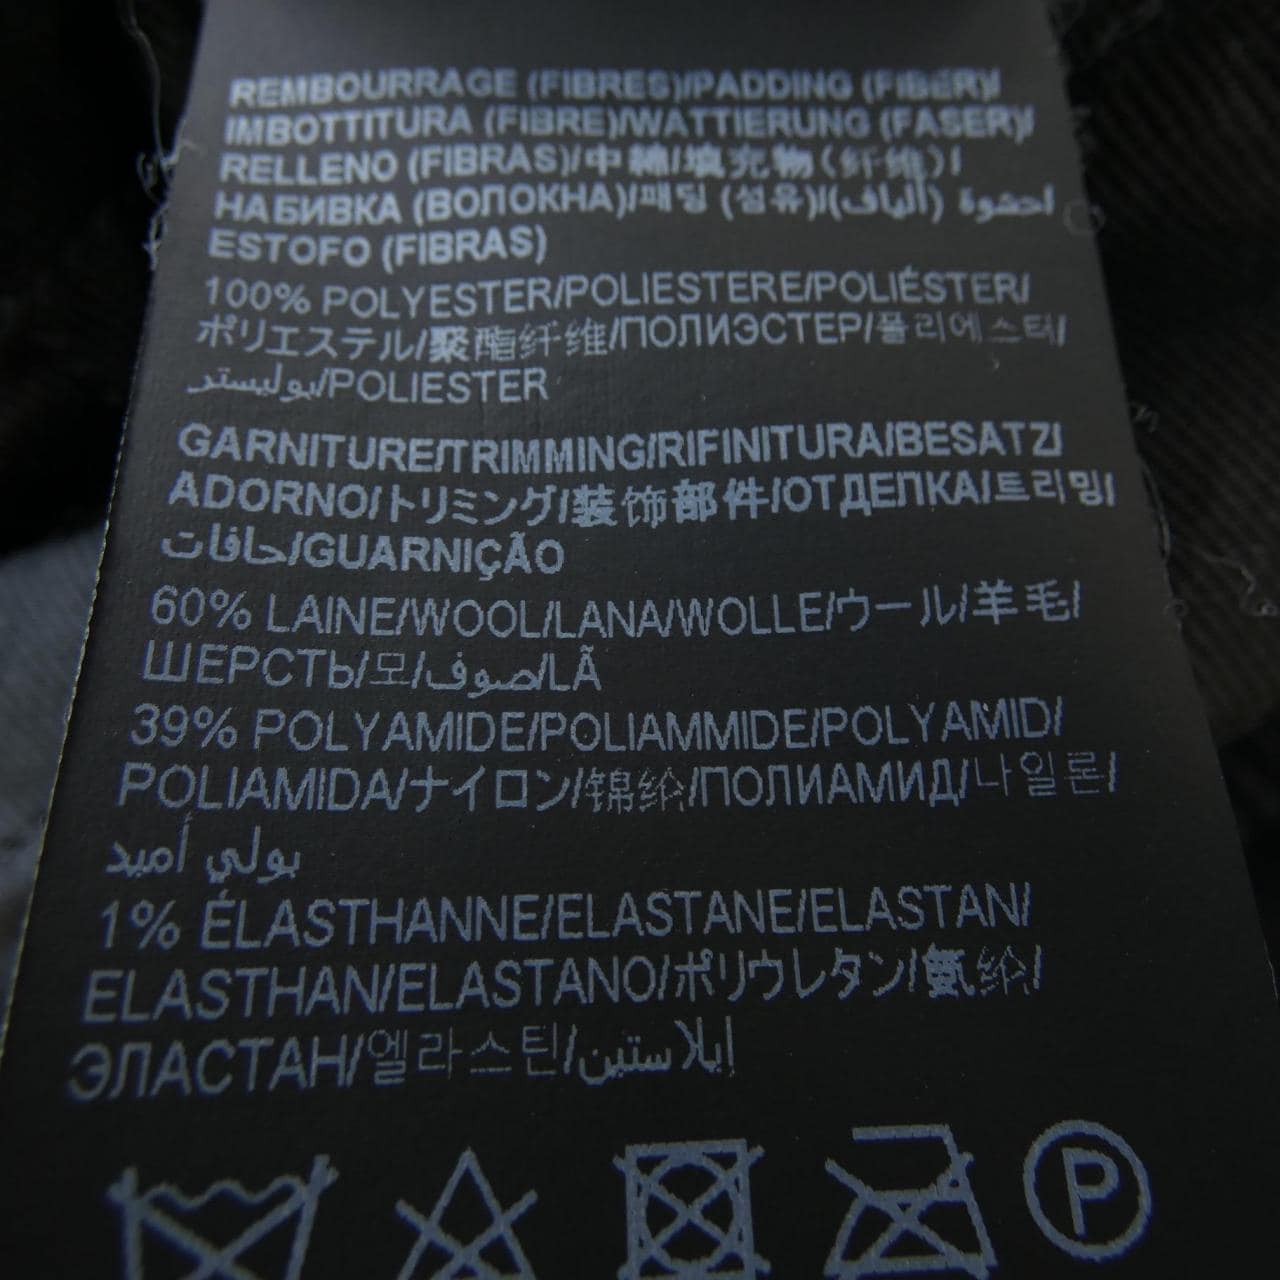 REMBOURRAGE (FIBRES)/PADDING (FIBER)/
IMBOTTITURA (FIBRE)/WATTIERUNG (FASER)/
RELLENO (FIBRAS)/中綿/填充物(纤维)/
НАБИВКА (ВОЛОКНА)/패딩 (섬유)/احشوة (ألياف)/
ESTOFO (FIBRAS)
100% POLYESTER/POLIESTERE/POLIÉSTER/
ポリエステル/聚酯纤维/ПОЛИЭСТЕР/폴리에스터/
بوليستر/POLIESTER
GARNITURE/TRIMMING/RIFINITURA/BESATZ/
ADORNO/トリミング/装饰部件/ОТДЕПКА/트리밍/
حافات/GUARNIÇÃO
60% LAINE/WOOL/LANA/WOLLE/ウール/羊毛/
ШЕРСТЬ/모/صوف/LÃ
39% POLYAMIDE/POLIAMMIDE/POLYAMID/
POLIAMIDA/ナイロン/锦纶/ПОЛИАМИД/나일론/
بولي أميد
1% ÉLASTHANNE/ELASTANE/ELASTAN/
ELASTHAN/ELASTANO/ポリウレタン/氨纶/
ЭЛАСТАН/엘라스틴/إيلاستين
P